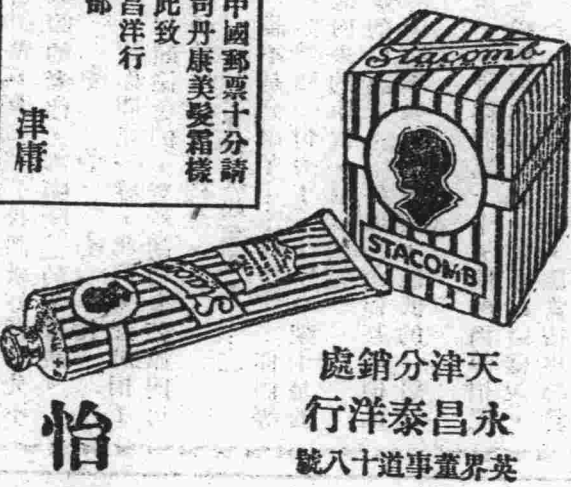 中國郵票十分請
司丹康美髮霜樣
此致
昌洋行
部
津
Stacomb
STACOMB
天津分銷處
永昌泰洋行
英界董事道十八號
怡